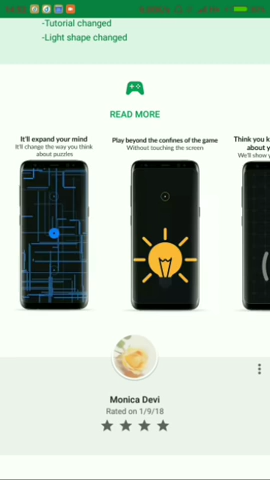 -Tutorial changed
-Light shape changed
READ MORE
It'll expand your mind
It'll change the way you think
about puzzles
Play beyond the confines of the game
Without touching the screen
Think you k
about y
We'll show
Monica Devi
Rated on 1/9/18